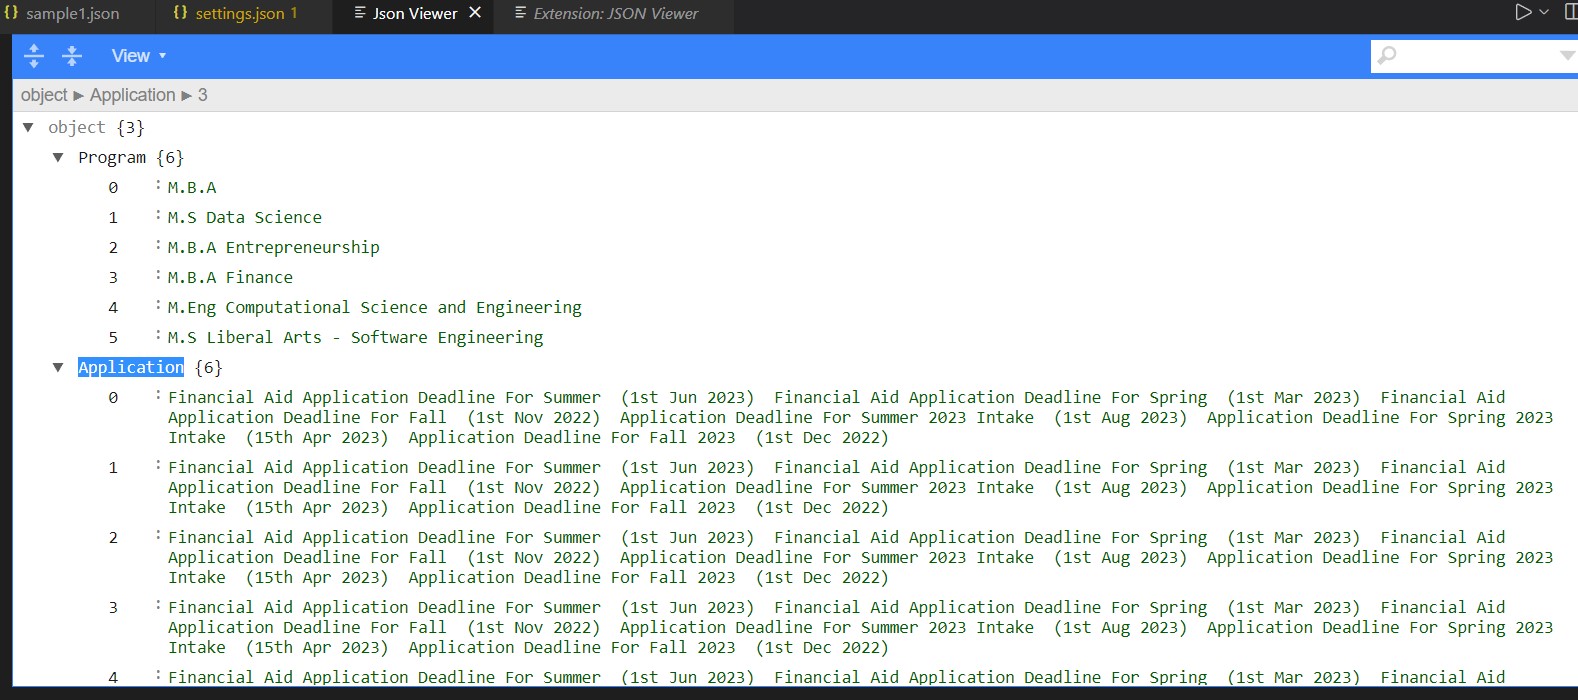 {} sample1.json {} settings.json 1 Json Viewer Extension: JSON Viewer
View
object ▶ Application ▶ 3
object {3}
Program {6}
0 : M.B.A
1 : M.S Data Science
2 : M.B.A Entrepreneurship
3 : M.B.A Finance
4 : M.Eng Computational Science and Engineering
5 : M.S Liberal Arts - Software Engineering
Application {6}
0 : Financial Aid Application Deadline For Summer (1st Jun 2023) Financial Aid Application Deadline For Spring (1st Mar 2023) Financial Aid
Application Deadline For Fall (1st Nov 2022) Application Deadline For Summer 2023 Intake (1st Aug 2023) Application Deadline For Spring 2023
Intake (15th Apr 2023) Application Deadline For Fall 2023 (1st Dec 2022)
1 : Financial Aid Application Deadline For Summer (1st Jun 2023) Financial Aid Application Deadline For Spring (1st Mar 2023) Financial Aid
Application Deadline For Fall (1st Nov 2022) Application Deadline For Summer 2023 Intake (1st Aug 2023) Application Deadline For Spring 2023
Intake (15th Apr 2023) Application Deadline For Fall 2023 (1st Dec 2022)
2 : Financial Aid Application Deadline For Summer (1st Jun 2023) Financial Aid Application Deadline For Spring (1st Mar 2023) Financial Aid
Application Deadline For Fall (1st Nov 2022) Application Deadline For Summer 2023 Intake (1st Aug 2023) Application Deadline For Spring 2023
Intake (15th Apr 2023) Application Deadline For Fall 2023 (1st Dec 2022)
3 : Financial Aid Application Deadline For Summer (1st Jun 2023) Financial Aid Application Deadline For Spring (1st Mar 2023) Financial Aid
Application Deadline For Fall (1st Nov 2022) Application Deadline For Summer 2023 Intake (1st Aug 2023) Application Deadline For Spring 2023
Intake (15th Apr 2023) Application Deadline For Fall 2023 (1st Dec 2022)
4 : Financial Aid Application Deadline For Summer (1st Jun 2023) Financial Aid Application Deadline For Spring (1st Mar 2023) Financial Aid